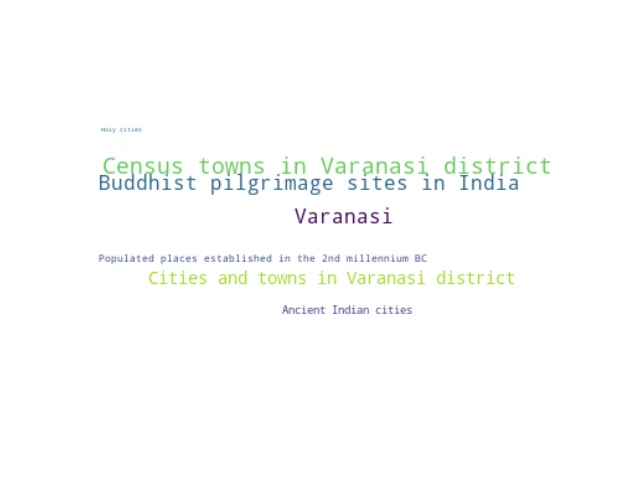 Holy cities
Census towns in Varanasi district
Buddhist pilgrimage sites in India
Varanasi
Populated places established in the 2nd millennium BC
Cities and towns in Varanasi district
Ancient Indian cities